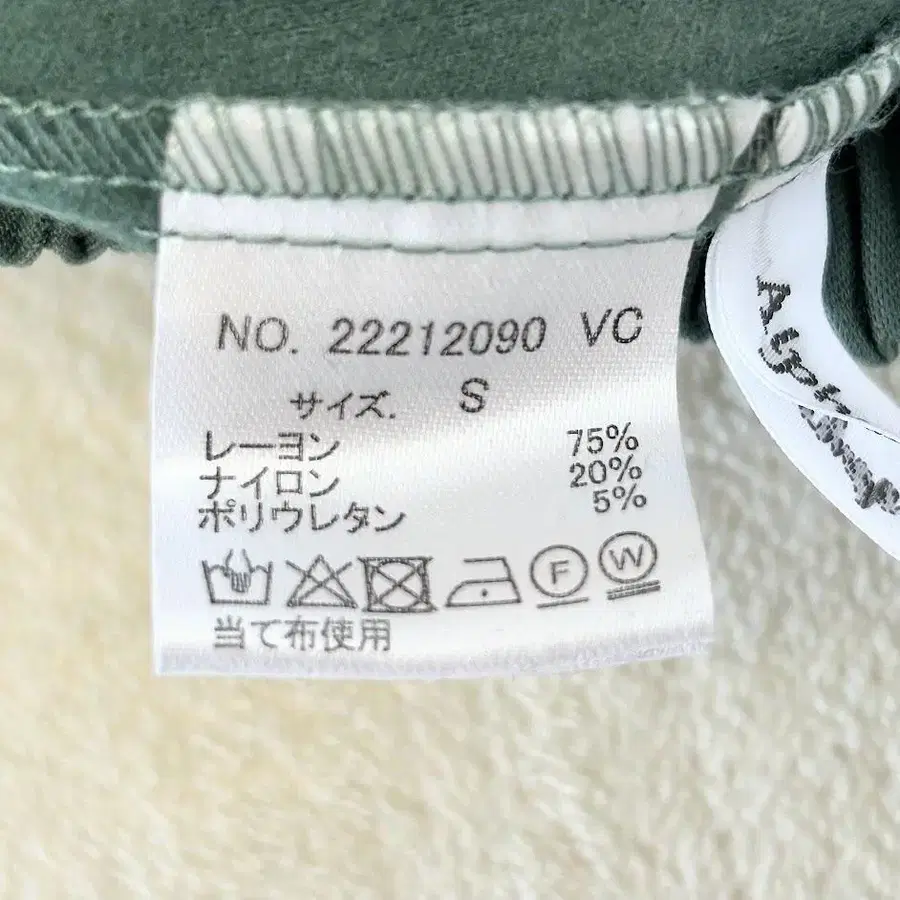 NO. 22212090 VC
サイズ. S
レーヨン 75%
ナイロン 20%
ポリウレタン 5%
F W
当て布使用